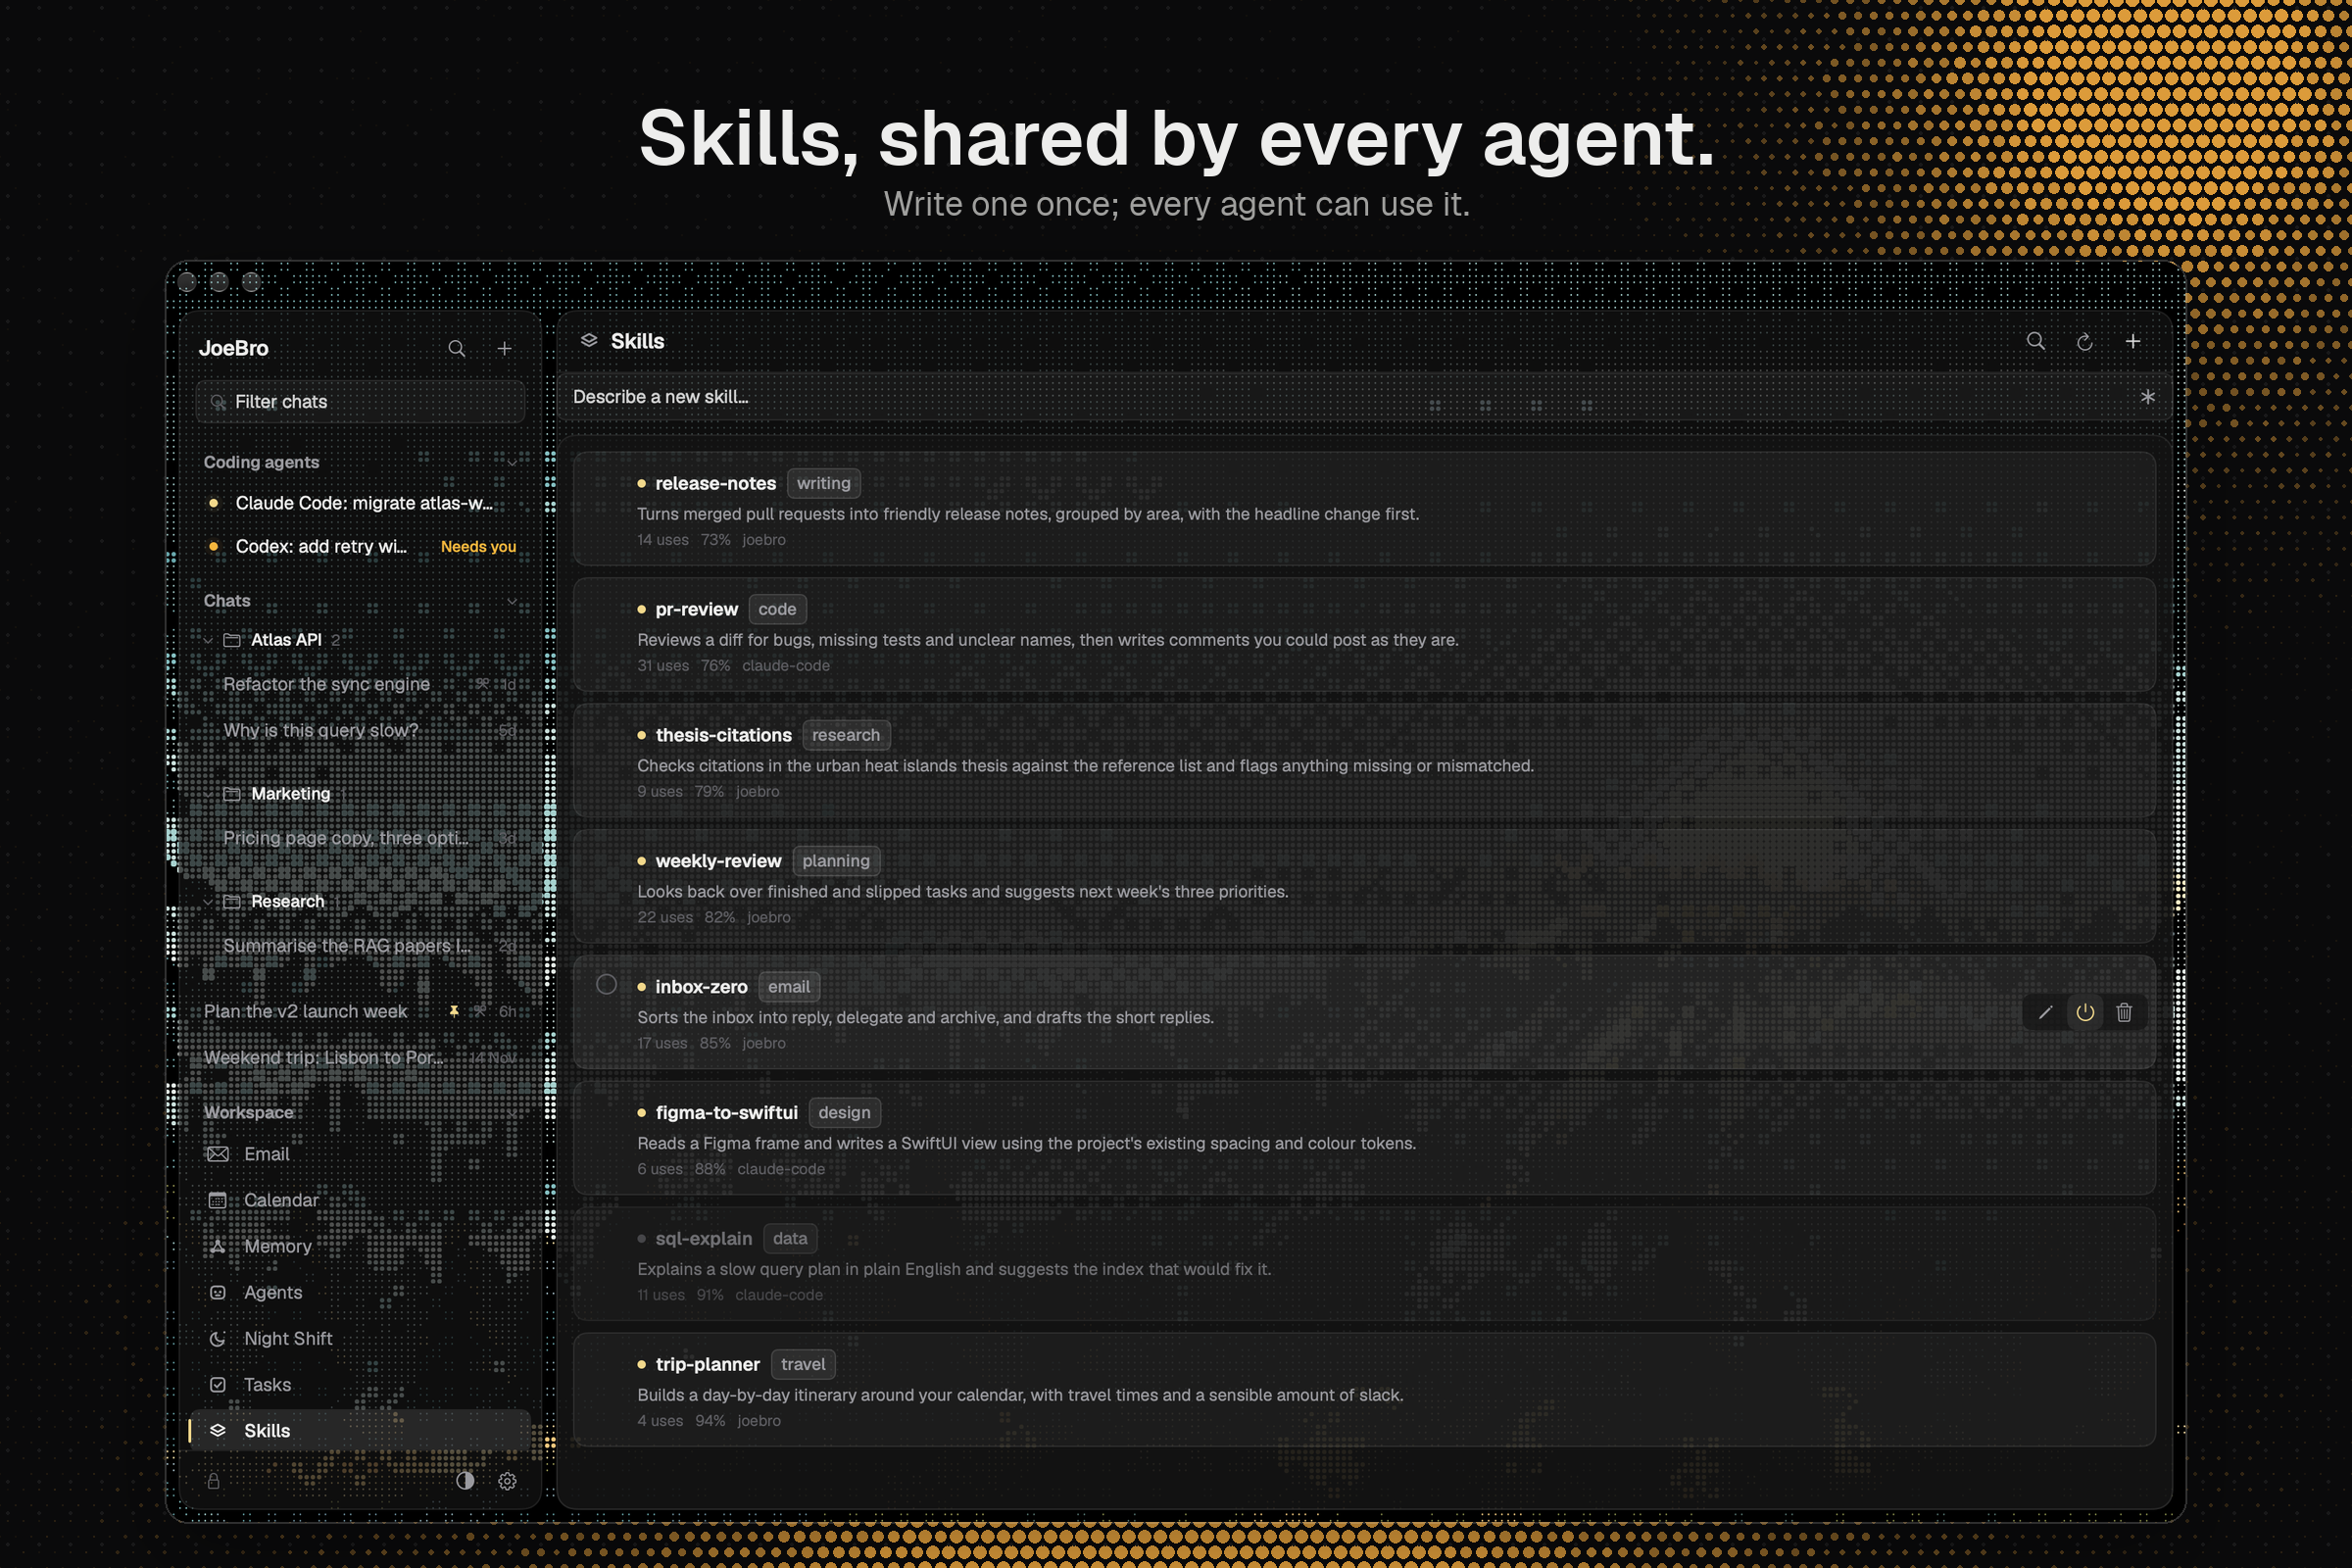 Skills, shared by every agent.
Write one once; every agent can use it.
JoeBro
Filter chats
Coding agents
Claude Code: migrate atlas-w...
Codex: add retry wi... Needs you
Chats
Atlas API 2
Refactor the sync engine 1d
Why is this query slow? 5d
Marketing
Pricing page copy, three opti... 3d
Research
Summarise the RAG papers I... 2d
Plan the v2 launch week 6h
Weekend trip: Lisbon to Por... 14 Nov
Workspace
Email
Calendar
Memory
Agents
Night Shift
Tasks
Skills
Skills
Describe a new skill...
release-notes writing
Turns merged pull requests into friendly release notes, grouped by area, with the headline change first.
14 uses 73% joebro
pr-review code
Reviews a diff for bugs, missing tests and unclear names, then writes comments you could post as they are.
31 uses 76% claude-code
thesis-citations research
Checks citations in the urban heat islands thesis against the reference list and flags anything missing or mismatched.
9 uses 79% joebro
weekly-review planning
Looks back over finished and slipped tasks and suggests next week's three priorities.
22 uses 82% joebro
inbox-zero email
Sorts the inbox into reply, delegate and archive, and drafts the short replies.
17 uses 85% joebro
figma-to-swiftui design
Reads a Figma frame and writes a SwiftUI view using the project's existing spacing and colour tokens.
6 uses 88% claude-code
sql-explain data
Explains a slow query plan in plain English and suggests the index that would fix it.
11 uses 91% claude-code
trip-planner travel
Builds a day-by-day itinerary around your calendar, with travel times and a sensible amount of slack.
4 uses 94% joebro